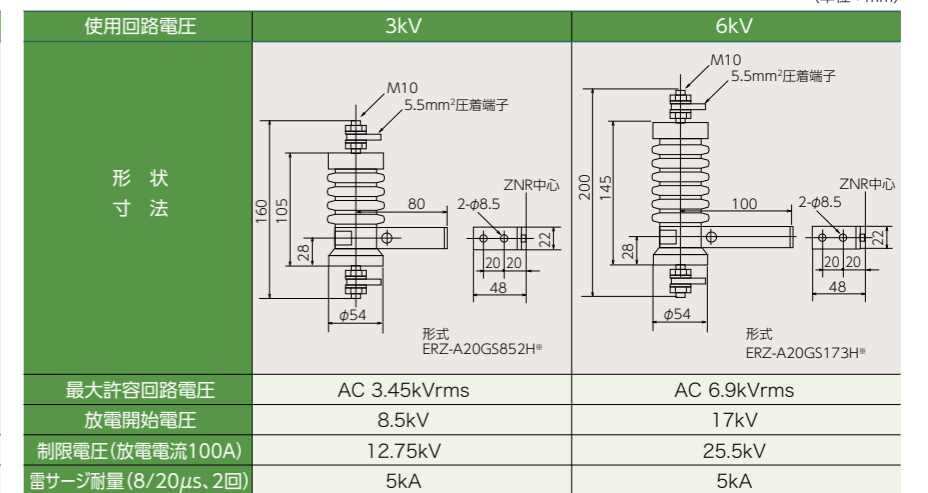 使用回路電圧 3kV 6kV
形 状
寸 法
M10
5.5mm²圧着端子
160
105
28
80
φ54
ZNR中心
2-φ8.5
22
20 20
48
形式
ERZ-A20GS852H※
M10
5.5mm²圧着端子
200
145
28
100
φ54
ZNR中心
2-φ8.5
22
20 20
48
形式
ERZ-A20GS173H※
最大許容回路電圧 AC 3.45kVrms AC 6.9kVrms
放電開始電圧 8.5kV 17kV
制限電圧(放電電流100A) 12.75kV 25.5kV
雷サージ耐量(8/20μs、2回) 5kA 5kA